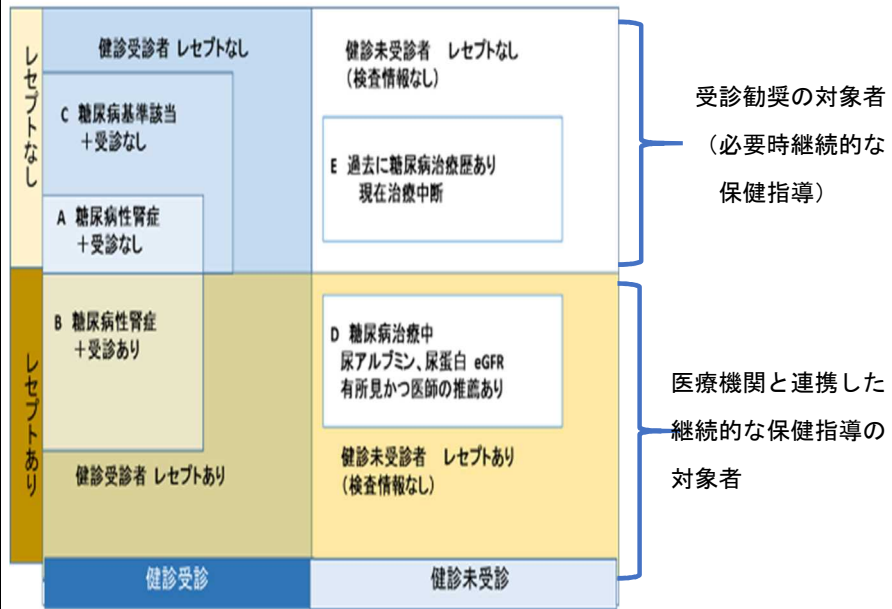 レセプトなし
健診受診者 レセプトなし
C 糖尿病基準該当
+受診なし
A 糖尿病性腎症
+受診なし
健診未受診者 レセプトなし
(検査情報なし)
E 過去に糖尿病治療歴あり
現在治療中断
受診勧奨の対象者
(必要時継続的な
保健指導)
レセプトあり
B 糖尿病性腎症
+受診あり
健診受診者 レセプトあり
D 糖尿病治療中
尿アルブミン、尿蛋白 eGFR
有所見かつ医師の推薦あり
健診未受診者 レセプトあり
(検査情報なし)
医療機関と連携した
継続的な保健指導の
対象者
健診受診
健診未受診